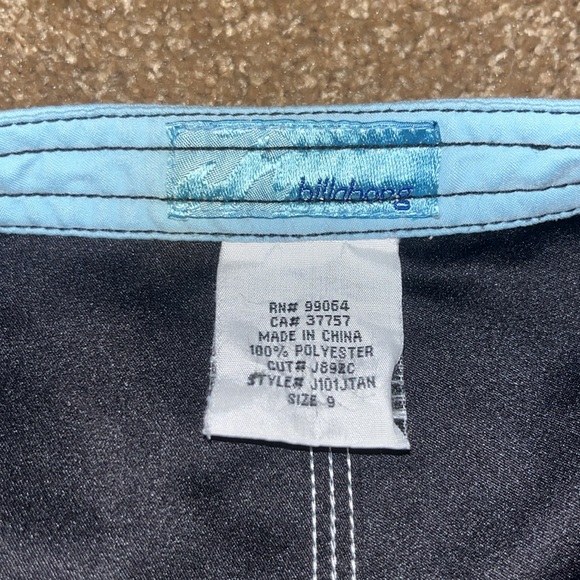 billabong
RN# 99064
CA# 37757
MADE IN CHINA
100% POLYESTER
CUT# J892C
STYLE# J101JTAN
SIZE 9